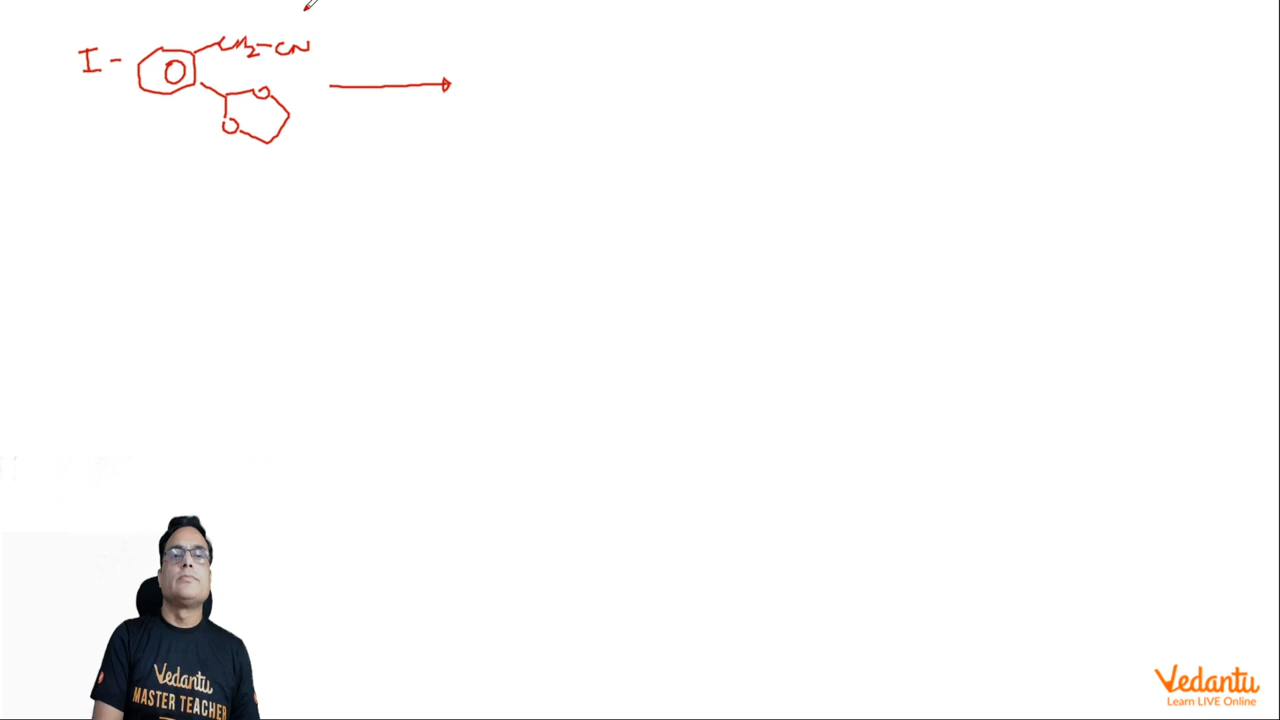 I - CH2-CN
O
O
Vedantu
MASTER TEACHER
Vedantu
Learn LIVE Online